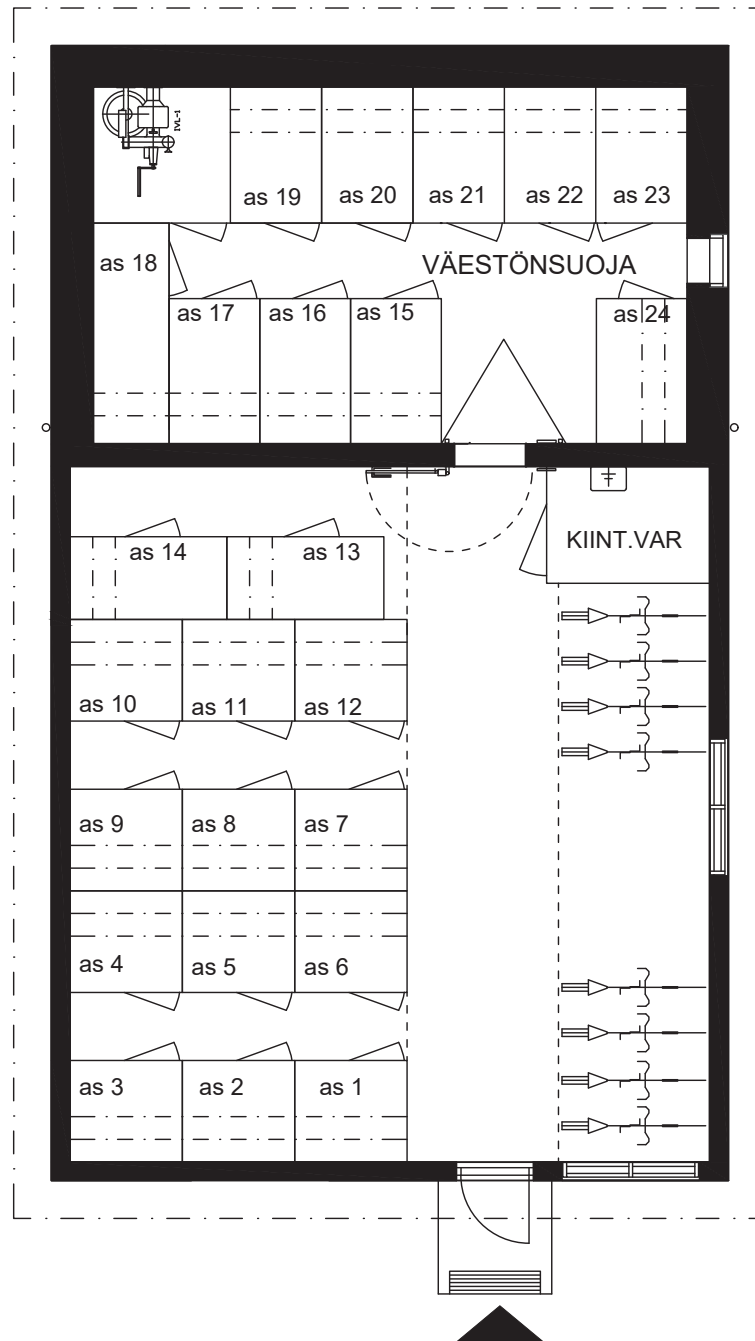 IVL-1
as 19 as 20 as 21 as 22 as 23
as 18 VÄESTÖNSUOJA
as 17 as 16 as 15 as 24
KIINT.VAR
as 14 as 13
as 10 as 11 as 12
as 9 as 8 as 7
as 4 as 5 as 6
as 3 as 2 as 1